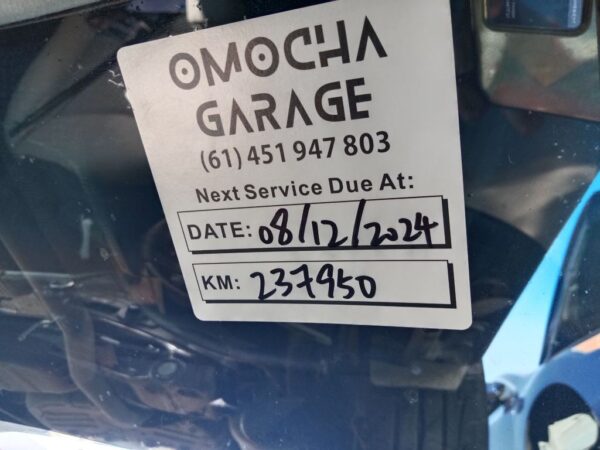 OMOCHA
GARAGE
(61) 451 947 803
Next Service Due At:
DATE: 08/12/2024
KM: 237950